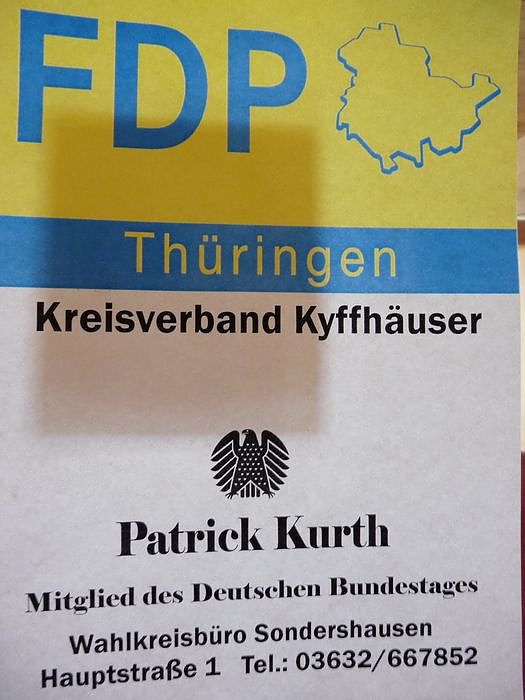 FDP
Thüringen
Kreisverband Kyffhäuser
Patrick Kurth
Mitglied des Deutschen Bundestages
Wahlkreisbüro Sondershausen
Hauptstraße 1 Tel.: 03632/667852